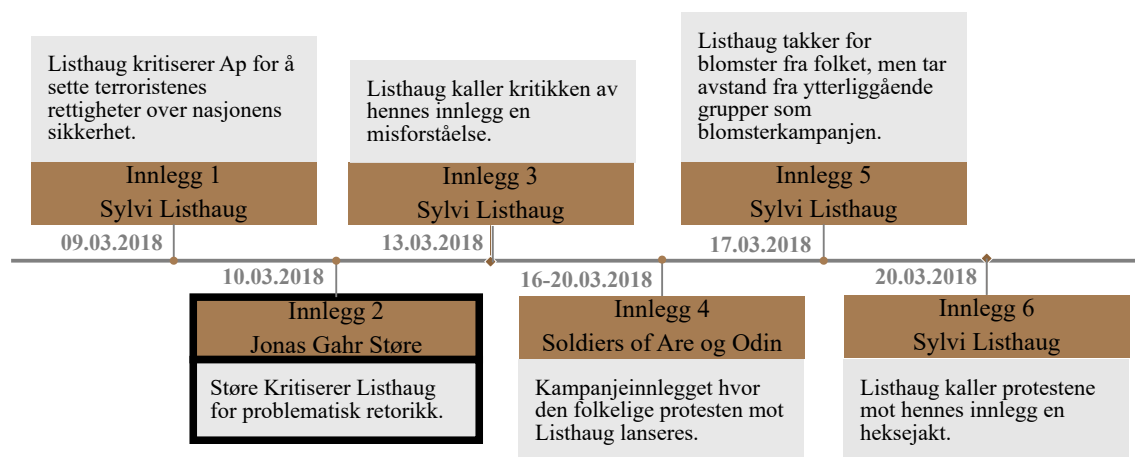 Listhaug kritiserer Ap for å
sette terroristenes
rettigheter over nasjonens
sikkerhet.
Innlegg 1
Sylvi Listhaug
09.03.2018
10.03.2018
Innlegg 2
Jonas Gahr Støre
Støre Kritiserer Listhaug
for problematisk retorikk.
Listhaug kaller kritikken av
hennes innlegg en
misforståelse.
Innlegg 3
Sylvi Listhaug
13.03.2018
16-20.03.2018
Innlegg 4
Soldiers of Are og Odin
Kampanjeinnlegget hvor
den folkelige protesten mot
Listhaug lanseres.
Listhaug takker for
blomster fra folket, men tar
avstand fra ytterliggående
grupper som
blomsterkampanjen.
Innlegg 5
Sylvi Listhaug
17.03.2018
20.03.2018
Innlegg 6
Sylvi Listhaug
Listhaug kaller protestene
mot hennes innlegg en
heksejakt.